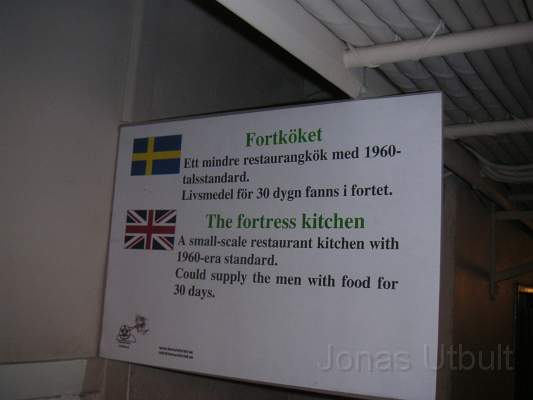 Fortköket
Ett mindre restaurangkök med 1960-
talsstandard.
Livsmedel för 30 dygn fanns i fortet.
The fortress kitchen
A small-scale restaurant kitchen with
1960-era standard.
Could supply the men with food for
30 days.
Jonas Utbult